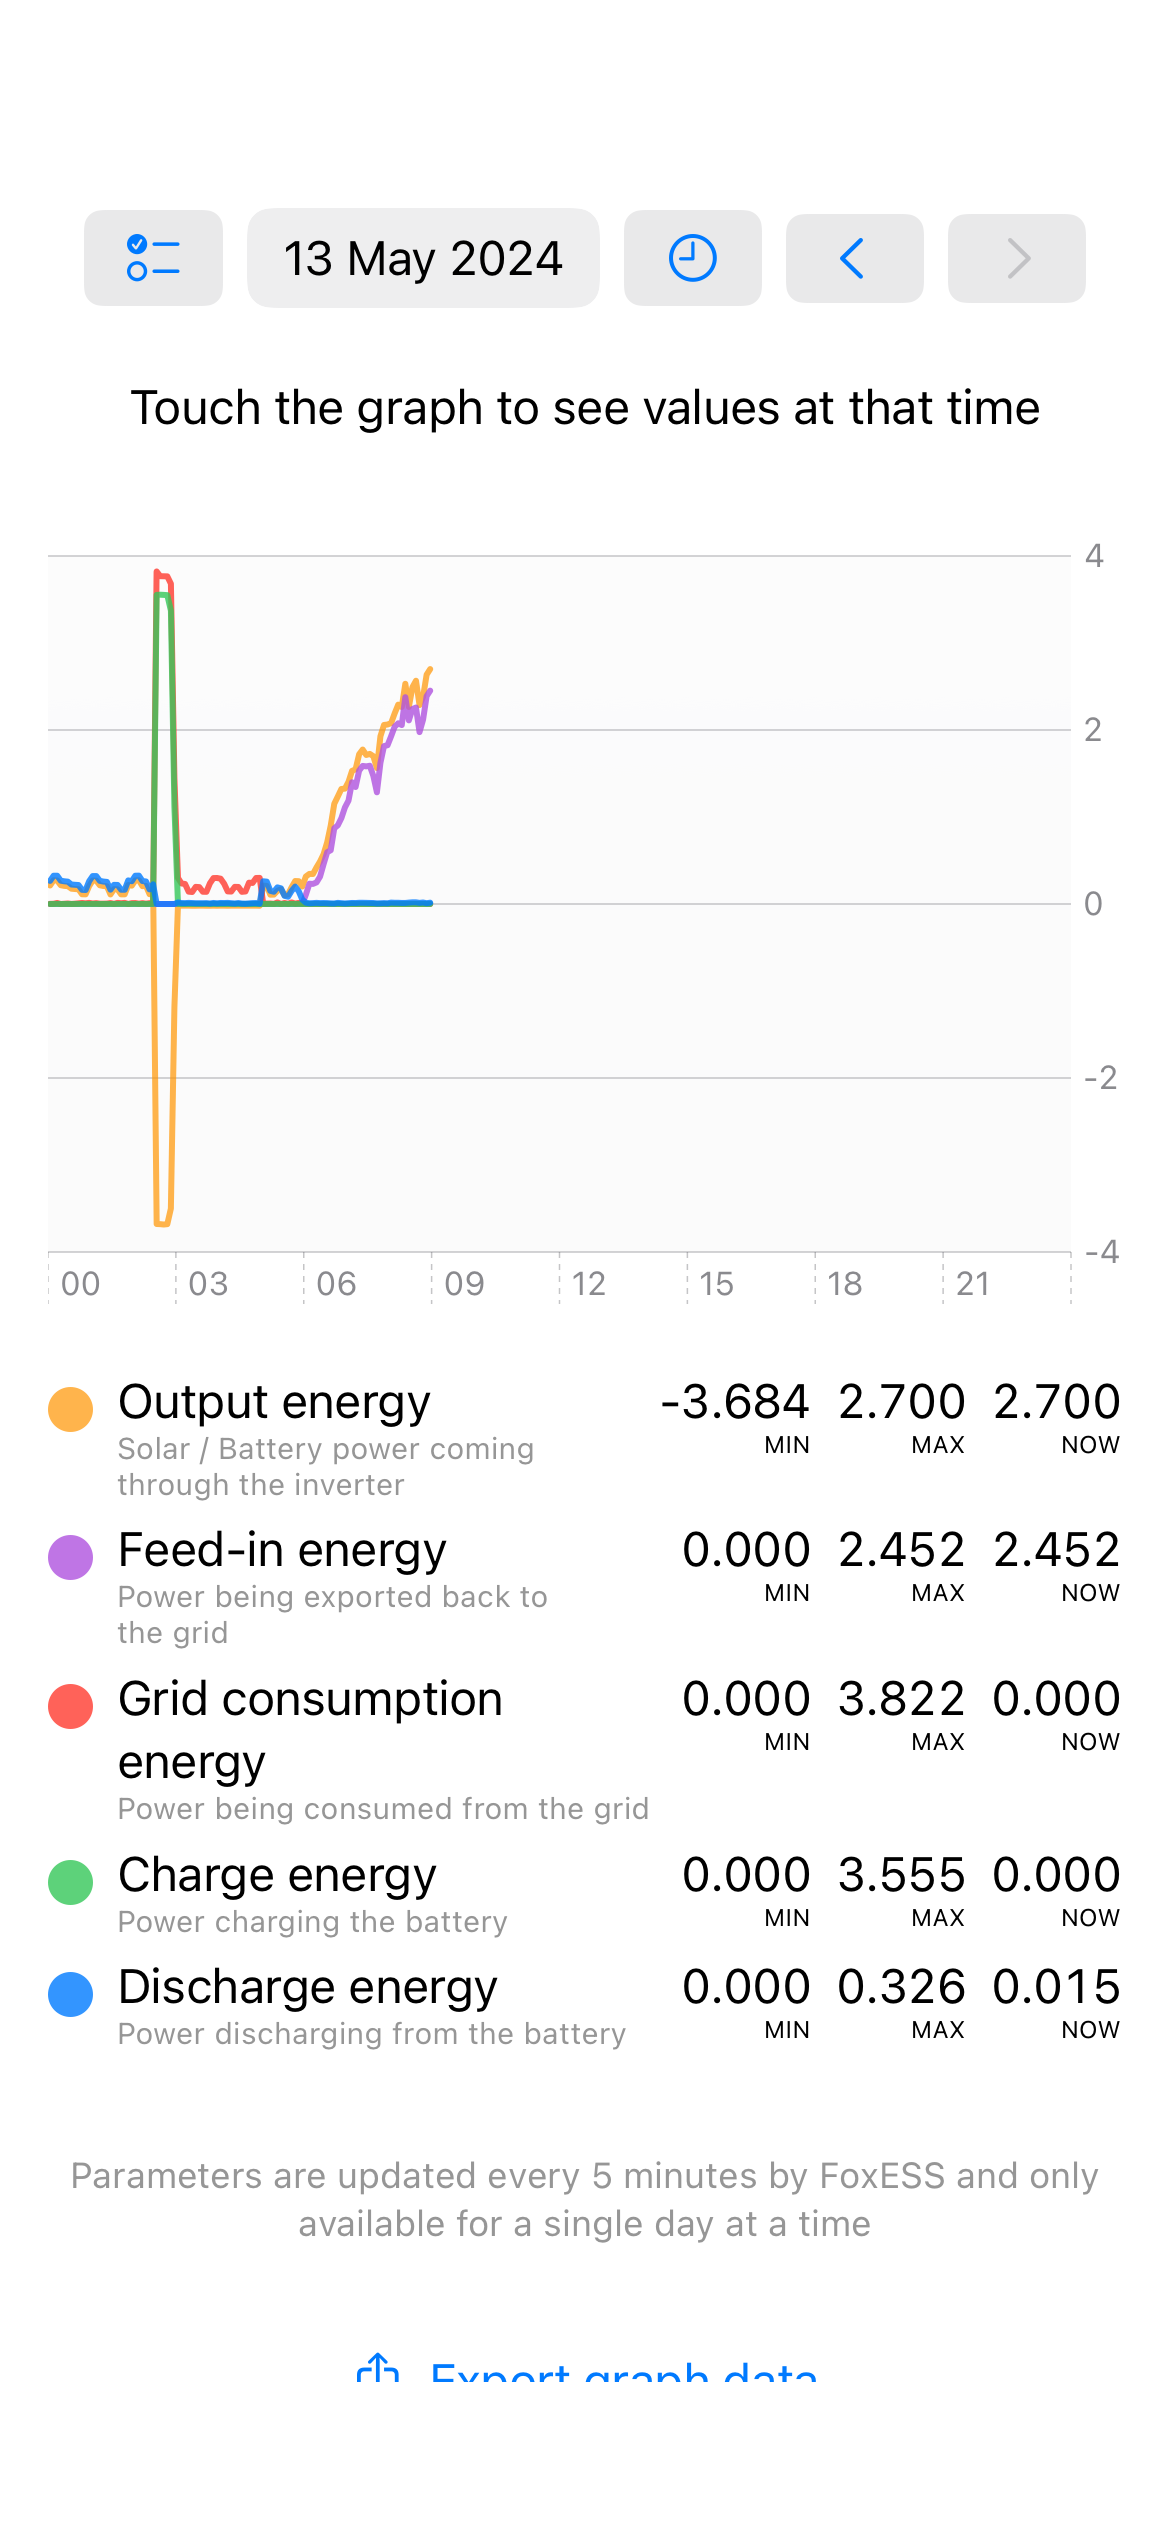 13 May 2024
Touch the graph to see values at that time
4
2
0
-2
-4
00 03 06 09 12 15 18 21
Output energy -3.684 2.700 2.700
MIN MAX NOW
Solar / Battery power coming
through the inverter
Feed-in energy 0.000 2.452 2.452
MIN MAX NOW
Power being exported back to
the grid
Grid consumption 0.000 3.822 0.000
MIN MAX NOW
energy
Power being consumed from the grid
Charge energy 0.000 3.555 0.000
MIN MAX NOW
Power charging the battery
Discharge energy 0.000 0.326 0.015
MIN MAX NOW
Power discharging from the battery
Parameters are updated every 5 minutes by FoxESS and only
available for a single day at a time
Export graph data